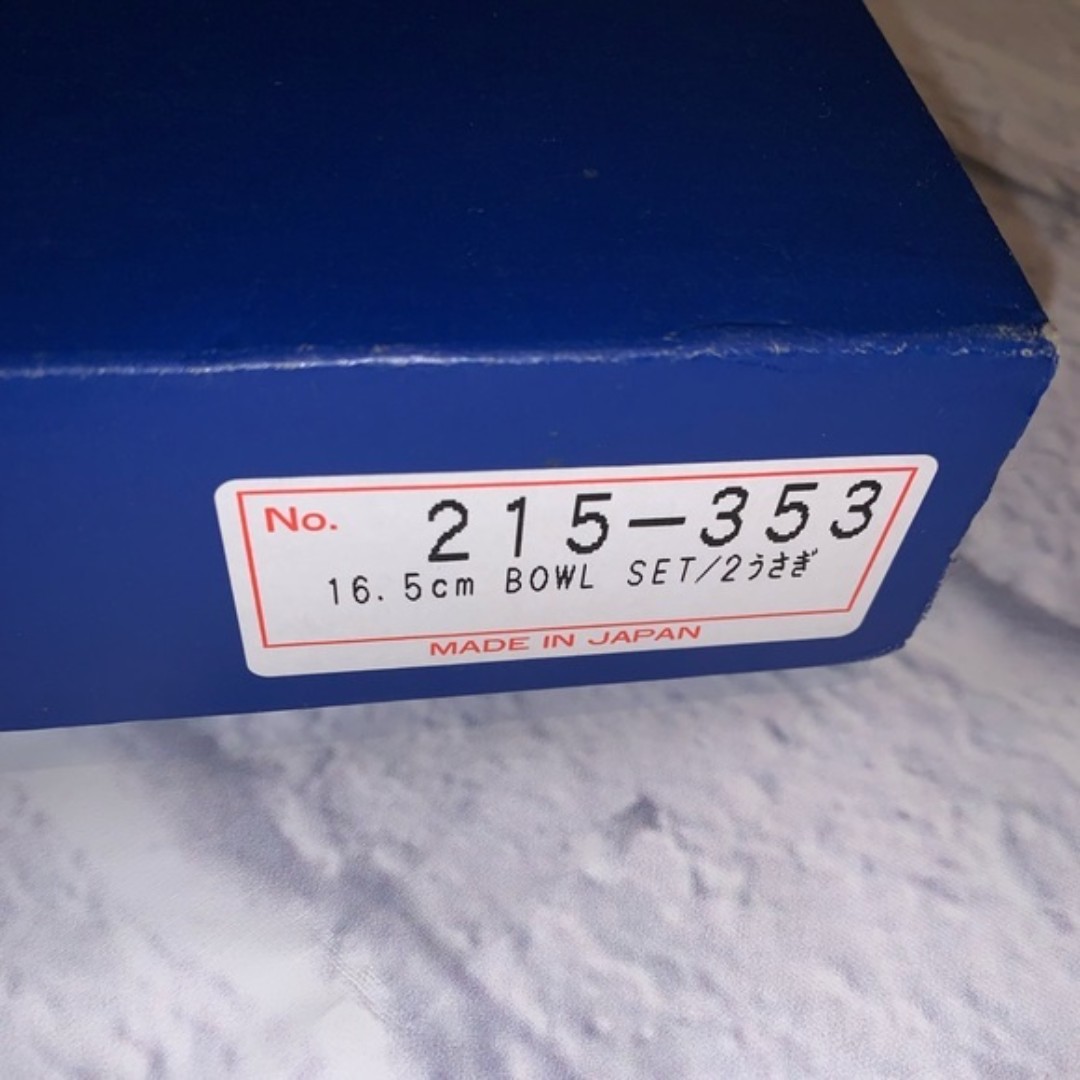 No. 215-353
16.5cm BOWL SET/2うさぎ
MADE IN JAPAN